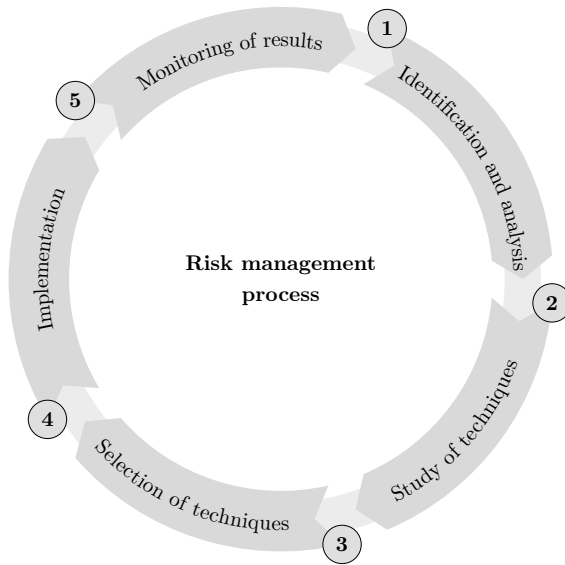 Risk management
process
1
Identification and analysis
2
Study of techniques
3
Selection of techniques
4
Implementation
5
Monitoring of results